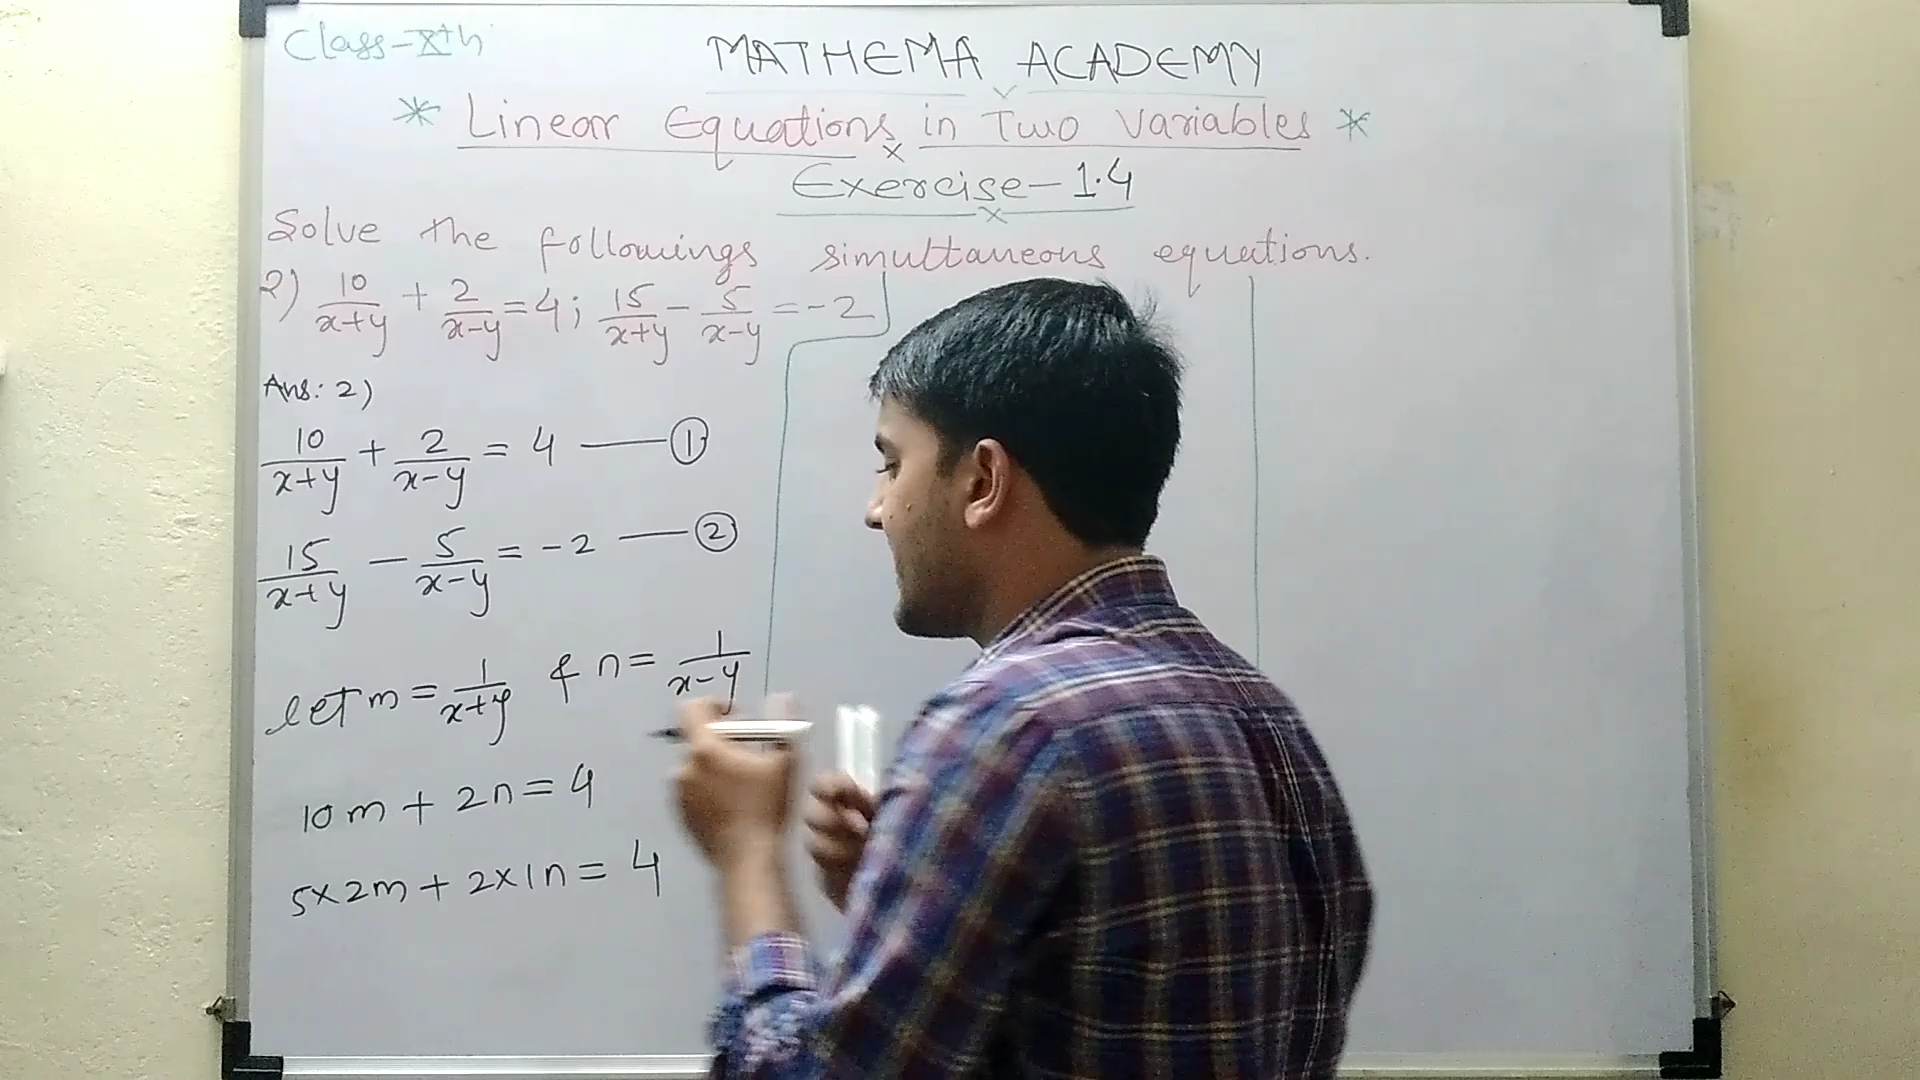 Class-Xth
MATHEMA ACADEMY
* Linear Equations in Two Variables *
Exercise-1.4
Solve the followings simultaneous equations.
2) 10/(x+y) + 2/(x-y) = 4; 15/(x+y) - 5/(x-y) = -2
Ans: 2)
10/(x+y) + 2/(x-y) = 4 —— ①
15/(x+y) - 5/(x-y) = -2 —— ②
let m = 1/(x+y) & n = 1/(x-y)
10m + 2n = 4
5×2m + 2×1n = 4